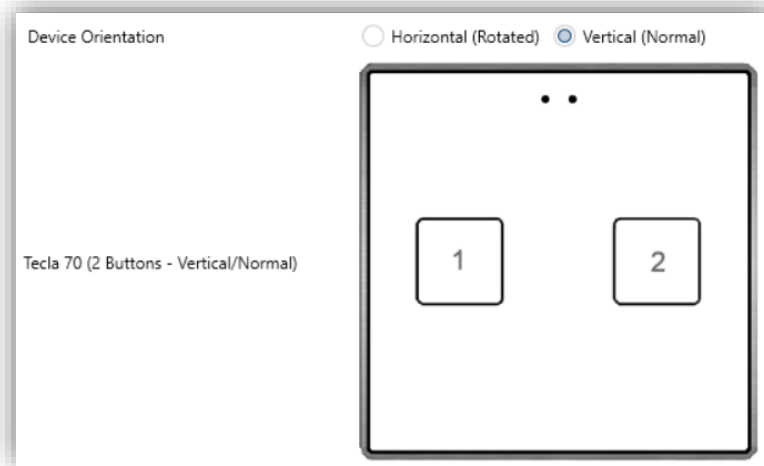 Device Orientation Horizontal (Rotated) Vertical (Normal)
1 2
Tecla 70 (2 Buttons - Vertical/Normal)